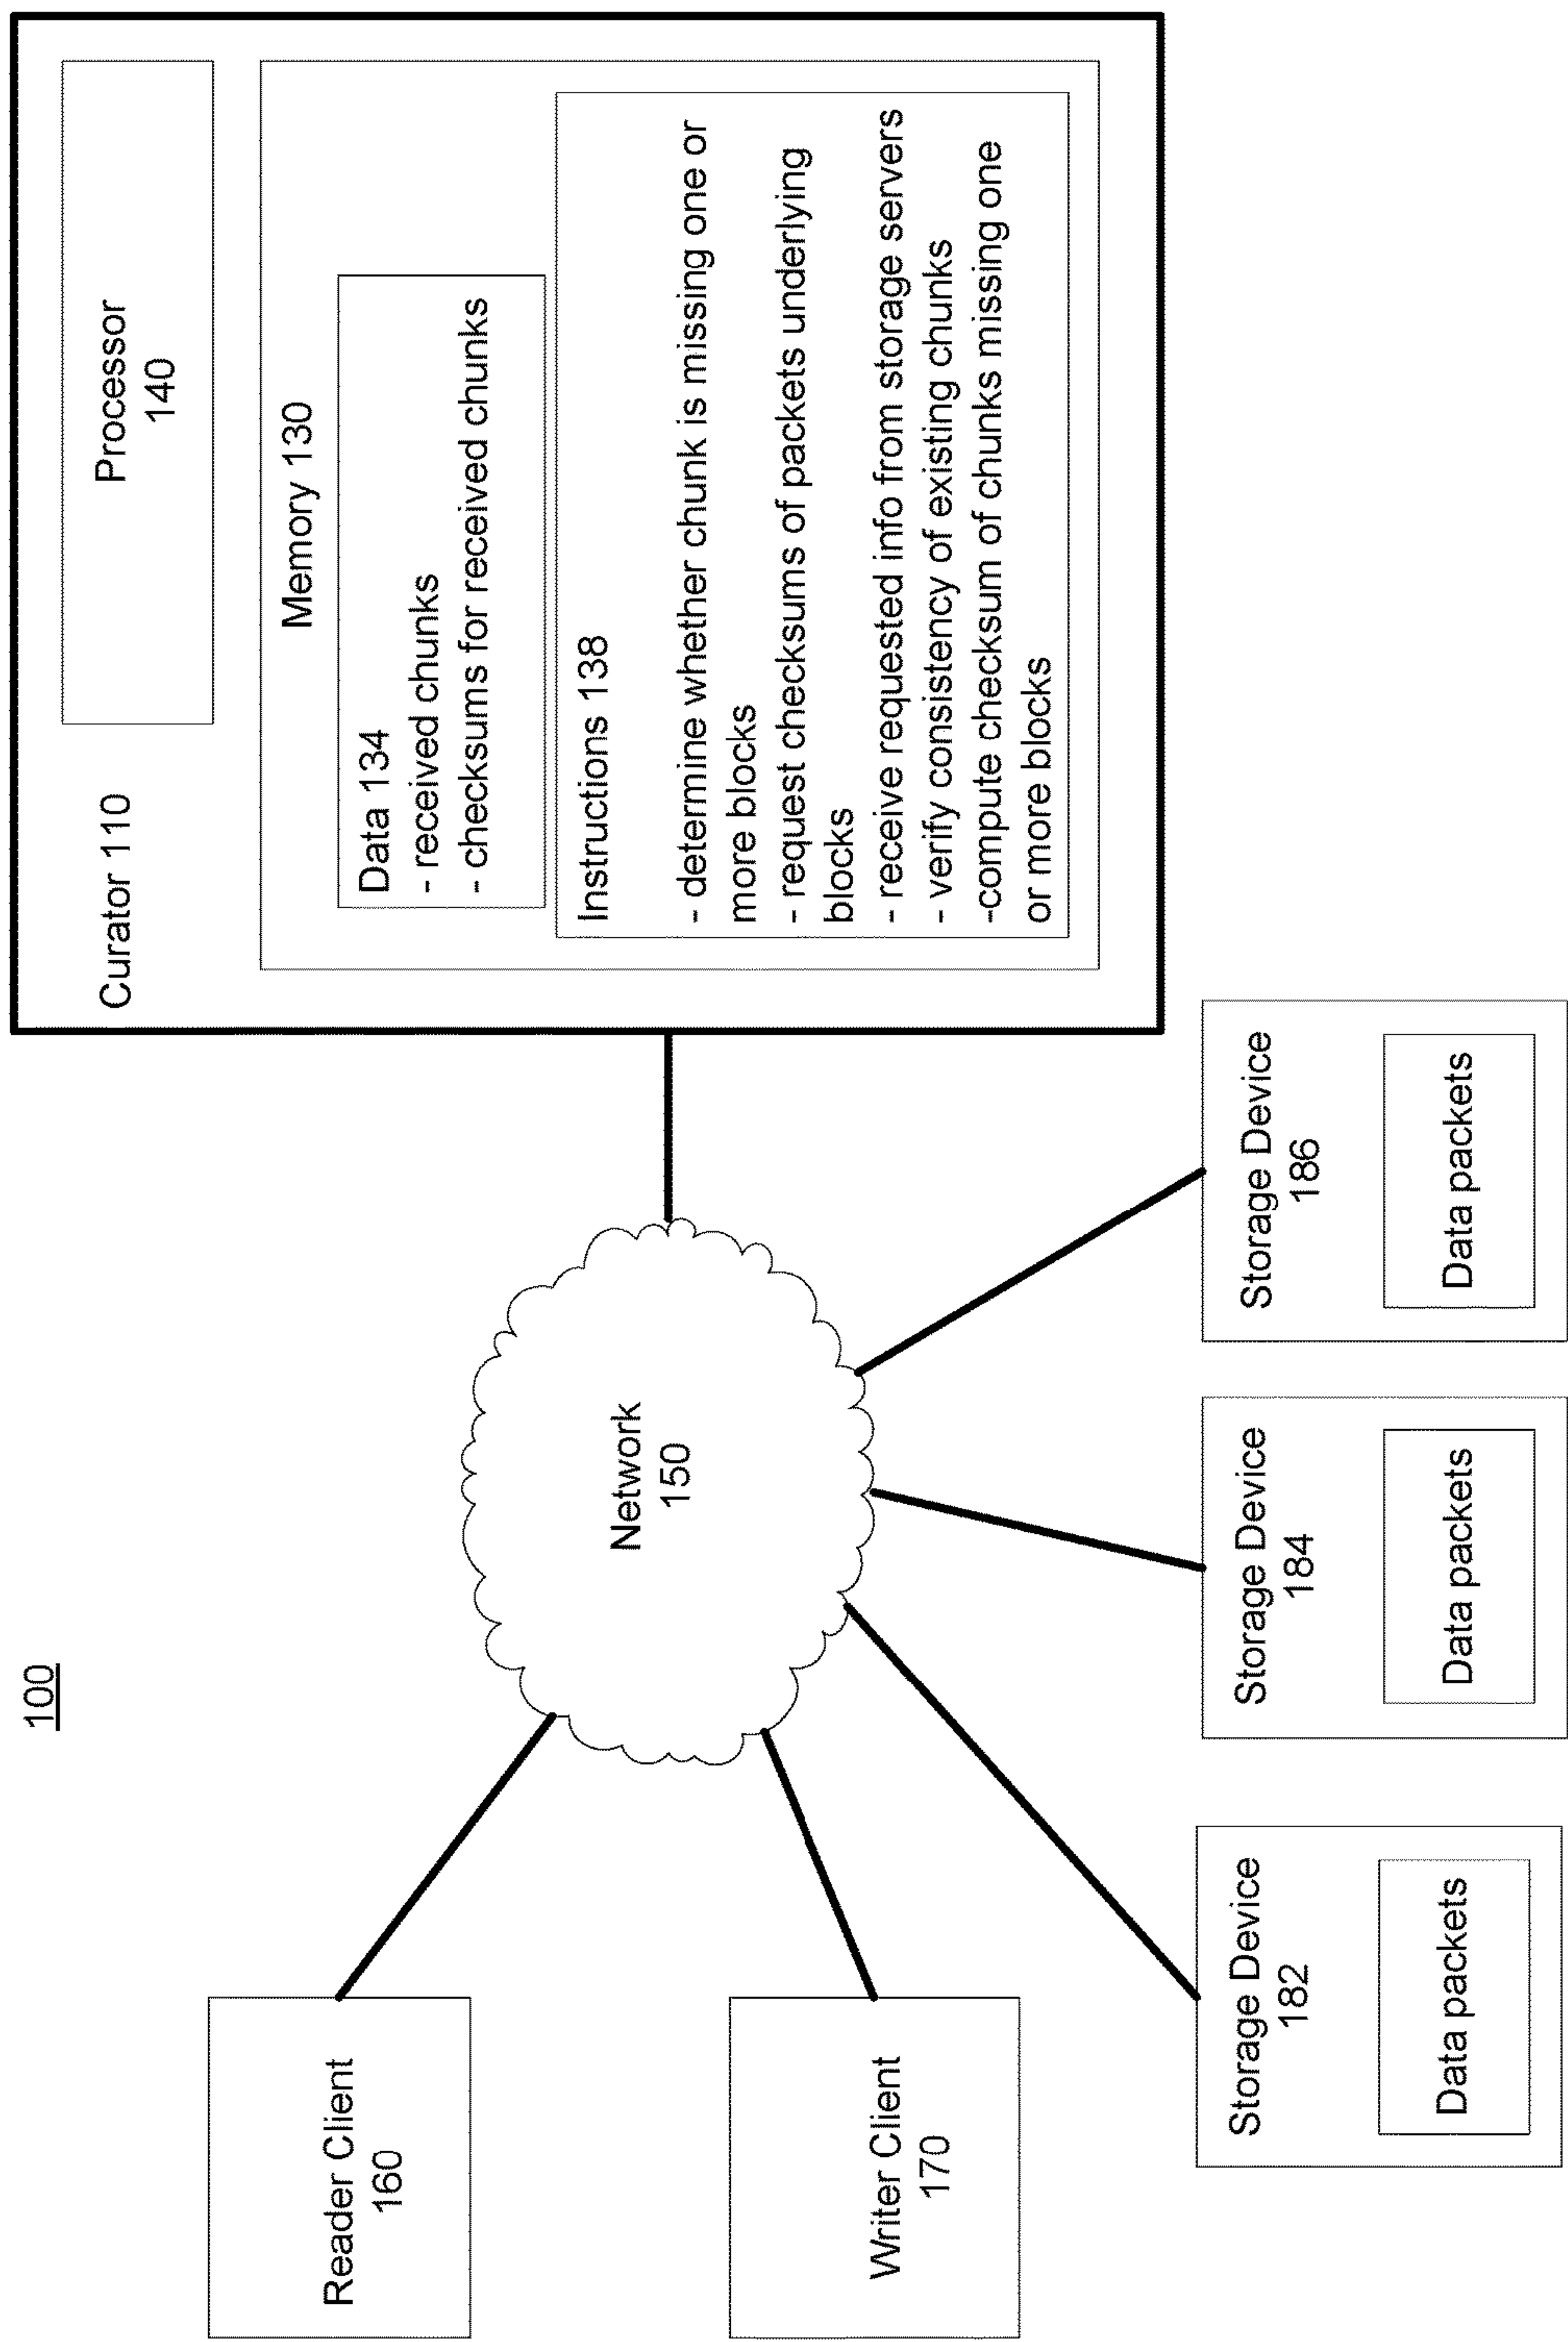 100
Reader Client
160
Writer Client
170
Network
150
Storage Device
182
Data packets
Storage Device
184
Data packets
Storage Device
186
Data packets
Curator 110
Processor
140
Memory 130
Data 134
- received chunks
- checksums for received chunks
Instructions 138
- determine whether chunk is missing one or
more blocks
- request checksums of packets underlying
blocks
- receive requested info from storage servers
- verify consistency of existing chunks
-compute checksum of chunks missing one
or more blocks